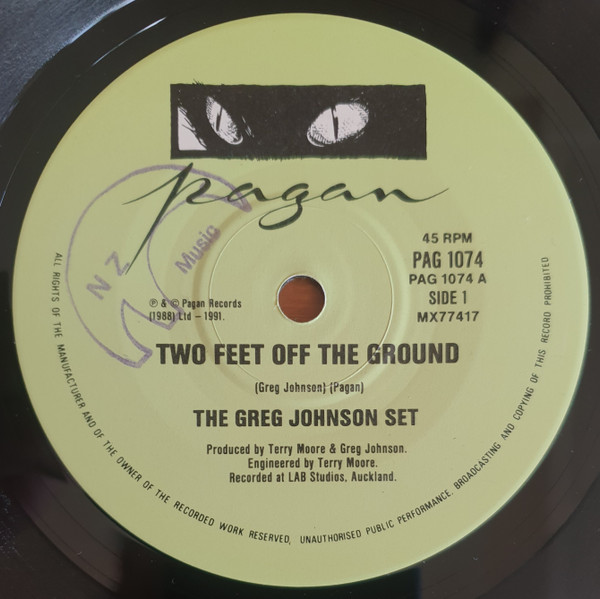 pagan
NZ
Music
45 RPM
PAG 1074
PAG 1074 A
SIDE 1
MX77417
℗ & © Pagan Records
(1988) Ltd – 1991.
TWO FEET OFF THE GROUND
(Greg Johnson) (Pagan)
THE GREG JOHNSON SET
Produced by Terry Moore & Greg Johnson.
Engineered by Terry Moore.
Recorded at LAB Studios, Auckland.
ALL RIGHTS OF THE MANUFACTURER AND OF THE OWNER OF THE RECORDED WORK RESERVED, UNAUTHORISED PUBLIC PERFORMANCE, BROADCASTING AND COPYING OF THIS RECORD PROHIBITED